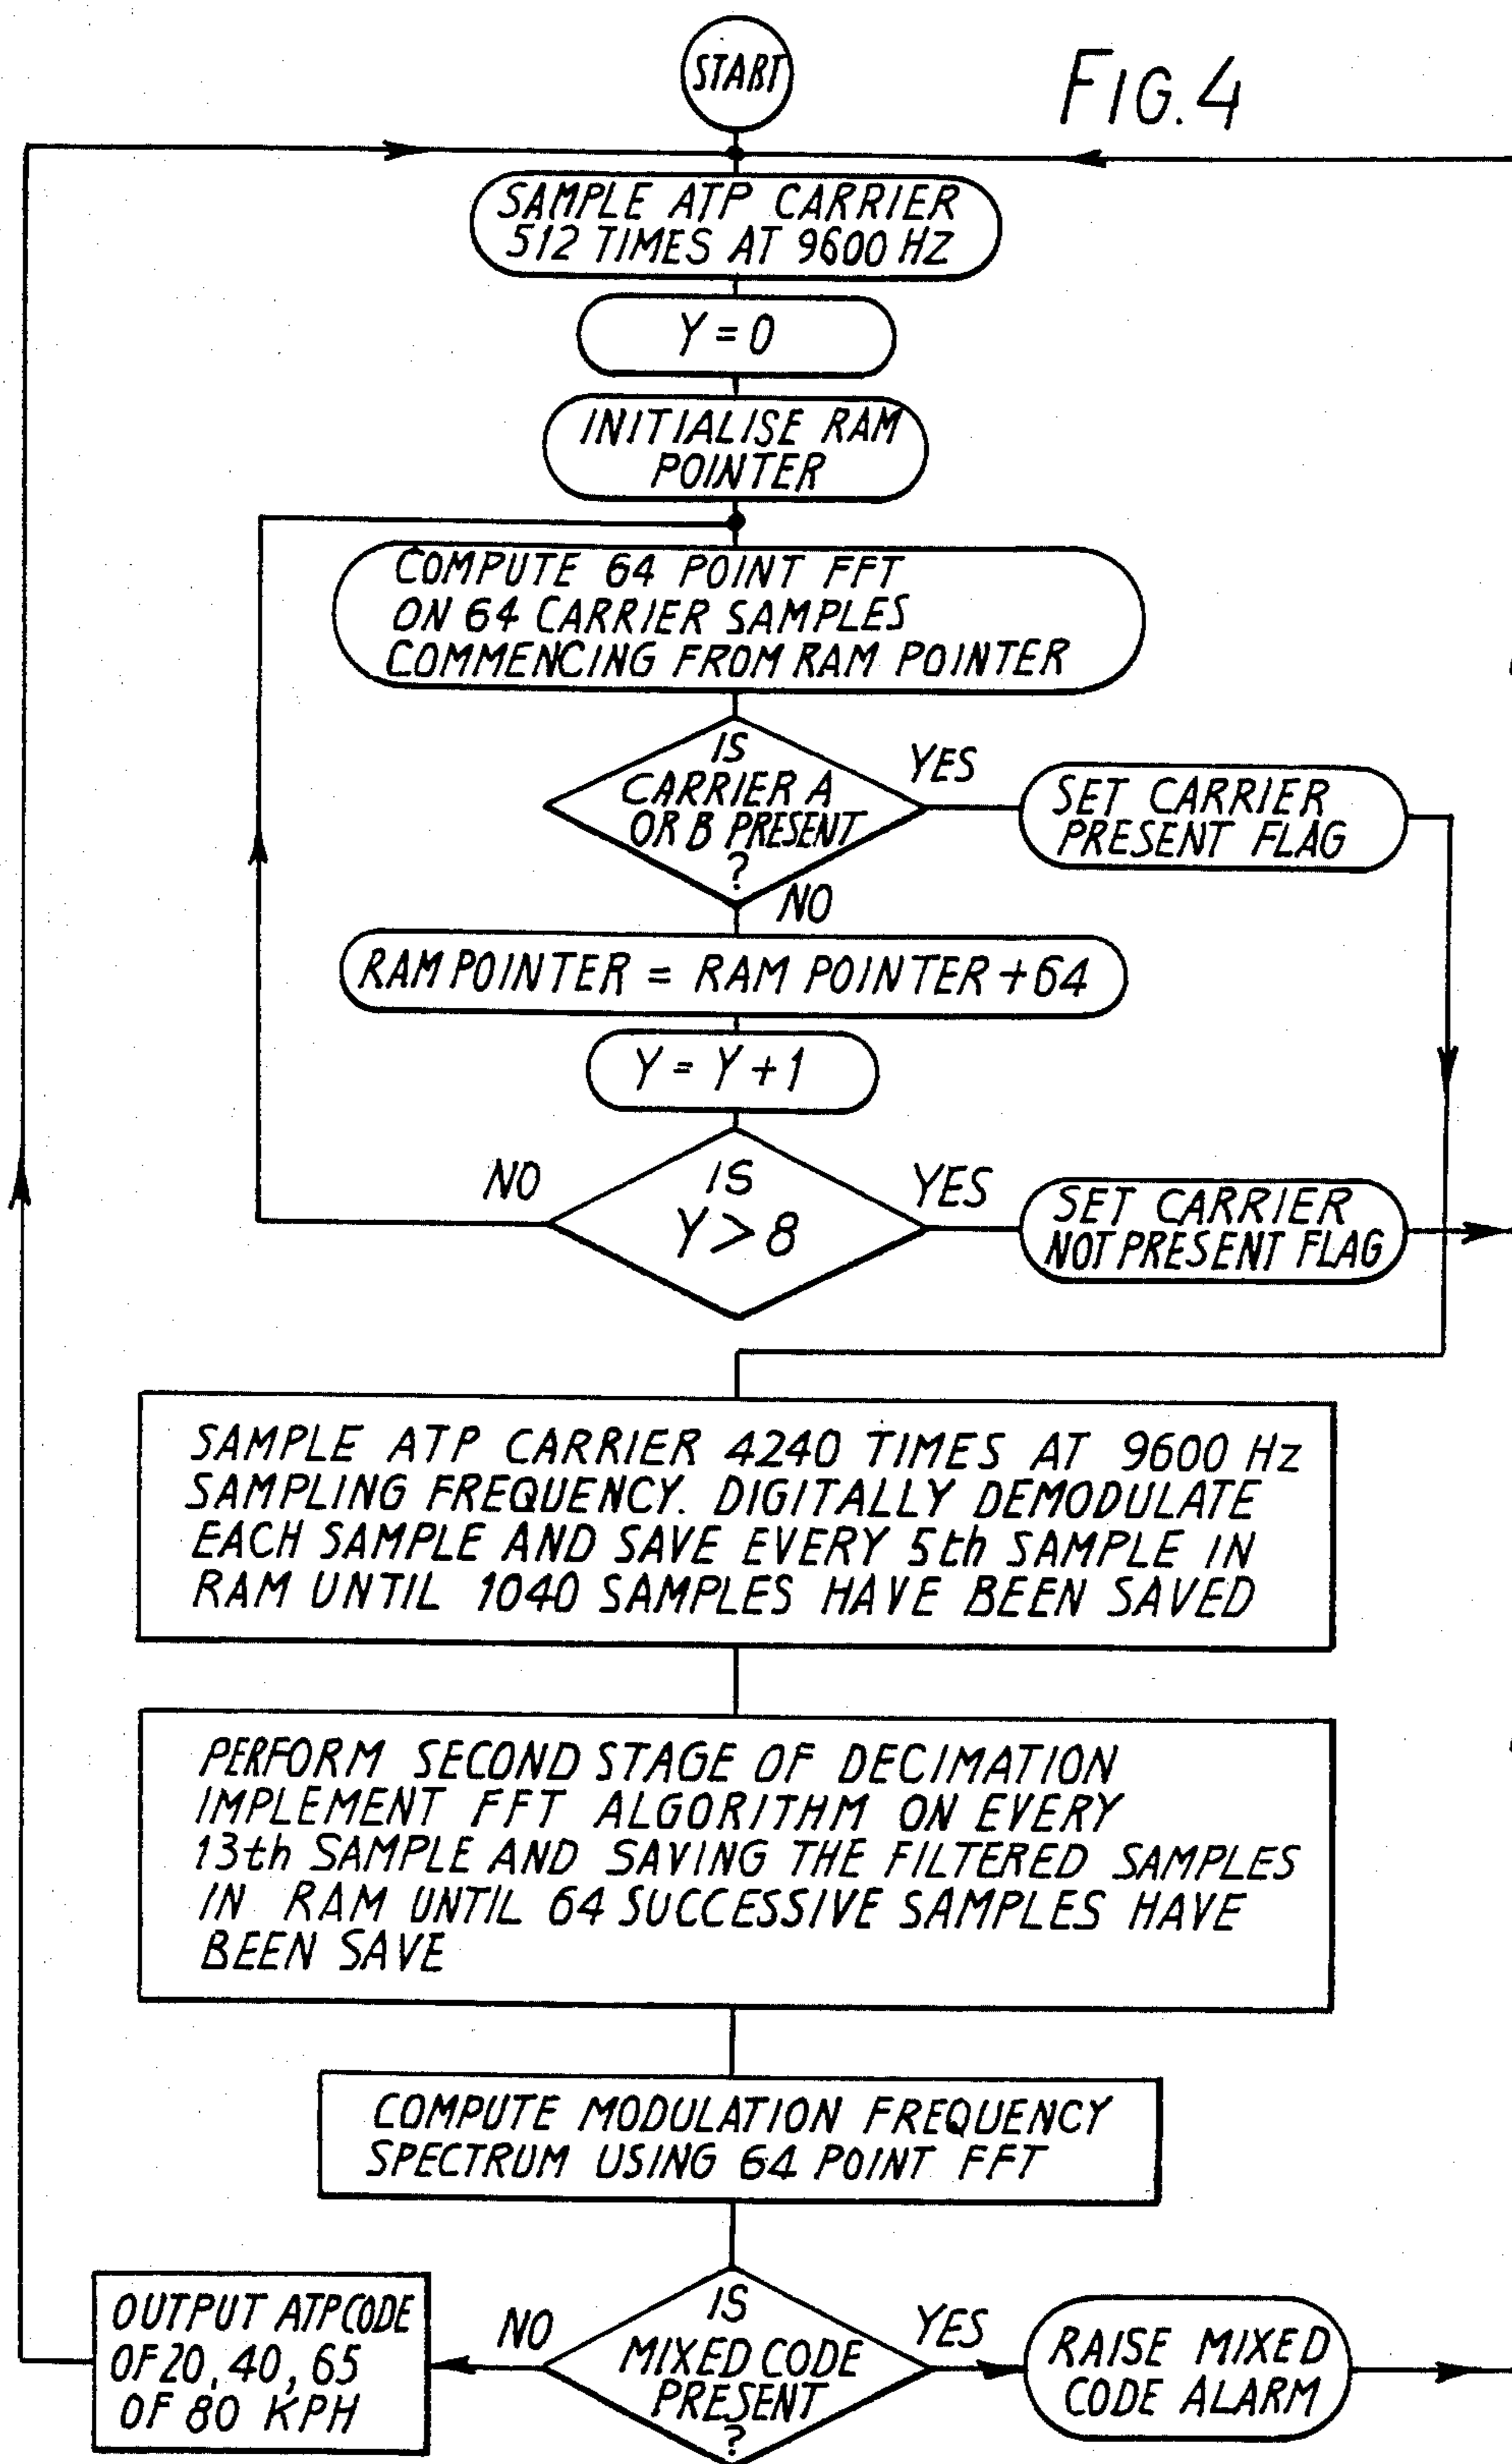 START
FIG. 4
SAMPLE ATP CARRIER
512 TIMES AT 9600 HZ
Y = 0
INITIALISE RAM
POINTER
COMPUTE 64 POINT FFT
ON 64 CARRIER SAMPLES
COMMENCING FROM RAM POINTER
IS
CARRIER A
OR B PRESENT
?
YES
SET CARRIER
PRESENT FLAG
NO
RAM POINTER = RAM POINTER + 64
Y = Y + 1
NO
IS
Y > 8
YES
SET CARRIER
NOT PRESENT FLAG
SAMPLE ATP CARRIER 4240 TIMES AT 9600 Hz
SAMPLING FREQUENCY. DIGITALLY DEMODULATE
EACH SAMPLE AND SAVE EVERY 5th SAMPLE IN
RAM UNTIL 1040 SAMPLES HAVE BEEN SAVED
PERFORM SECOND STAGE OF DECIMATION
IMPLEMENT FFT ALGORITHM ON EVERY
13th SAMPLE AND SAVING THE FILTERED SAMPLES
IN RAM UNTIL 64 SUCCESSIVE SAMPLES HAVE
BEEN SAVE
COMPUTE MODULATION FREQUENCY
SPECTRUM USING 64 POINT FFT
OUTPUT ATP CODE
OF 20, 40, 65
OF 80 KPH
NO
IS
MIXED CODE
PRESENT
?
YES
RAISE MIXED
CODE ALARM